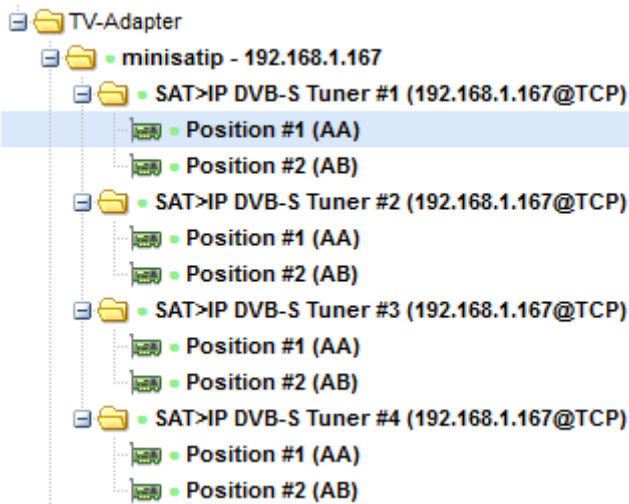 TV-Adapter
minisatip - 192.168.1.167
SAT>IP DVB-S Tuner #1 (192.168.1.167@TCP)
Position #1 (AA)
Position #2 (AB)
SAT>IP DVB-S Tuner #2 (192.168.1.167@TCP)
Position #1 (AA)
Position #2 (AB)
SAT>IP DVB-S Tuner #3 (192.168.1.167@TCP)
Position #1 (AA)
Position #2 (AB)
SAT>IP DVB-S Tuner #4 (192.168.1.167@TCP)
Position #1 (AA)
Position #2 (AB)